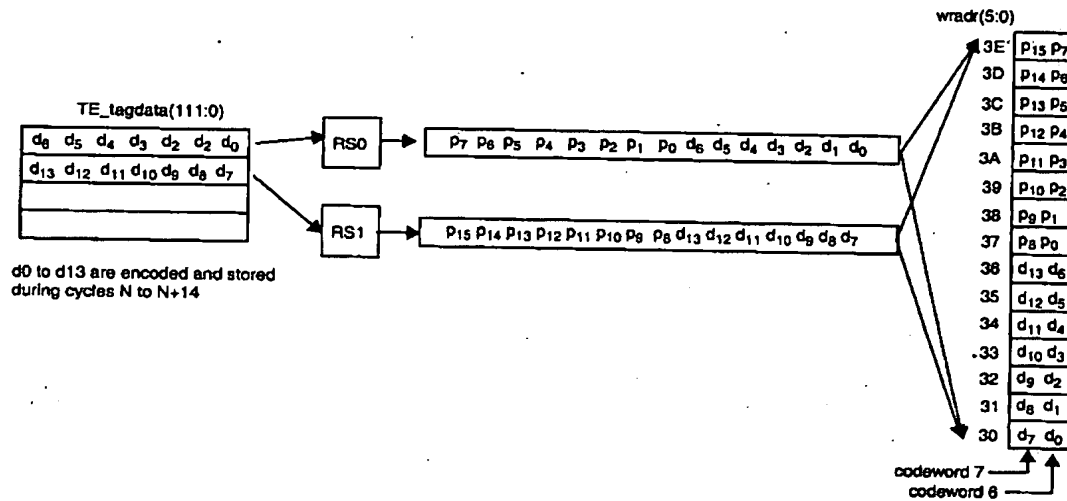 wradr(5:0)
TE_tagdata(111:0)
d6 d5 d4 d3 d2 d2 d0
d13 d12 d11 d10 d9 d8 d7
RS0
P7 P6 P5 P4 P3 P2 P1 P0 d6 d5 d4 d3 d2 d1 d0
RS1
P15 P14 P13 P12 P11 P10 P9 P8 d13 d12 d11 d10 d9 d8 d7
d0 to d13 are encoded and stored
during cycles N to N+14
3E P15 P7
3D P14 P6
3C P13 P5
3B P12 P4
3A P11 P3
39 P10 P2
38 P9 P1
37 P8 P0
36 d13 d6
35 d12 d5
34 d11 d4
33 d10 d3
32 d9 d2
31 d8 d1
30 d7 d0
codeword 7
codeword 6